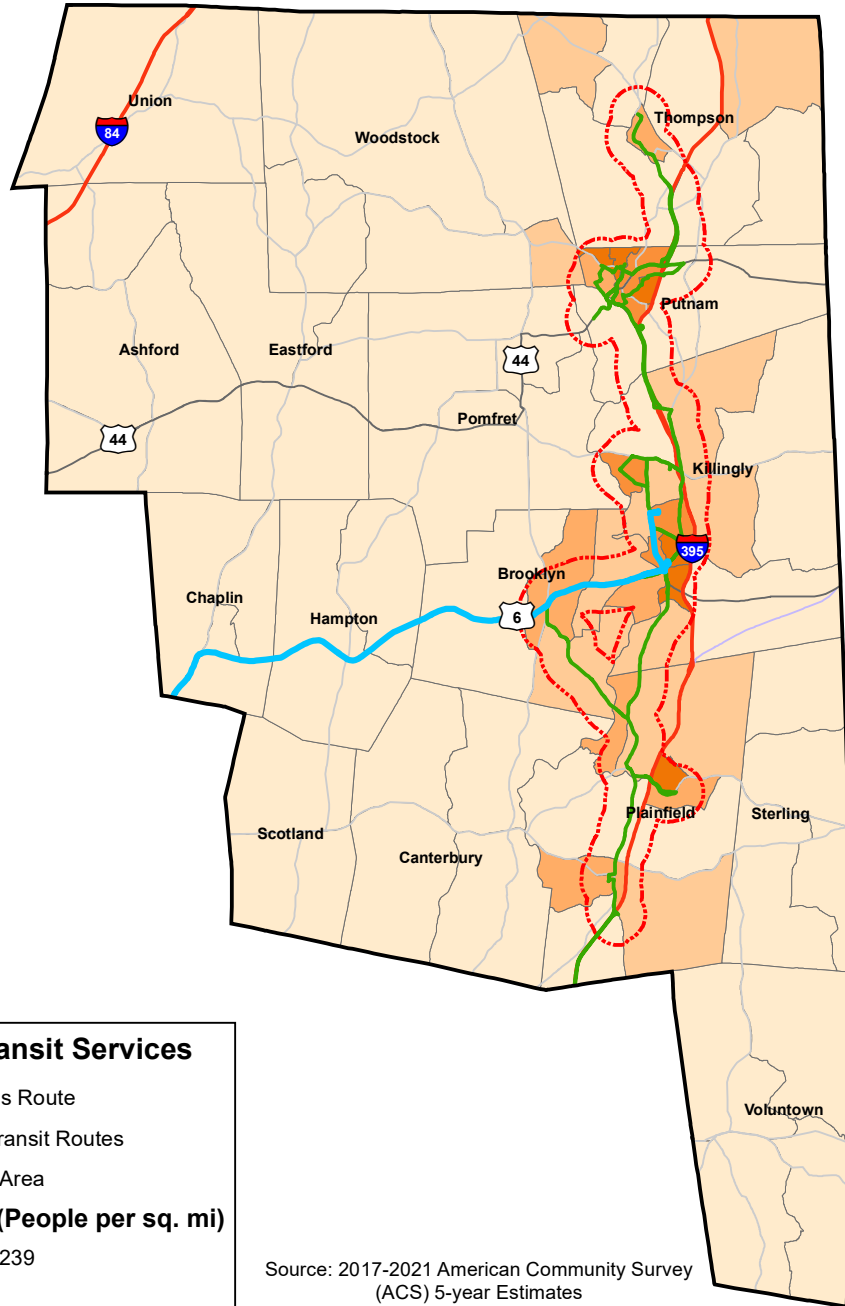 Union
84
Woodstock
Thompson
Putnam
Ashford
Eastford
44
44
Pomfret
Killingly
395
Brooklyn
Chaplin
Hampton
6
Plainfield
Sterling
Scotland
Canterbury
Voluntown
ansit Services
s Route
ransit Routes
Area
(People per sq. mi)
239
Source: 2017-2021 American Community Survey
(ACS) 5-year Estimates